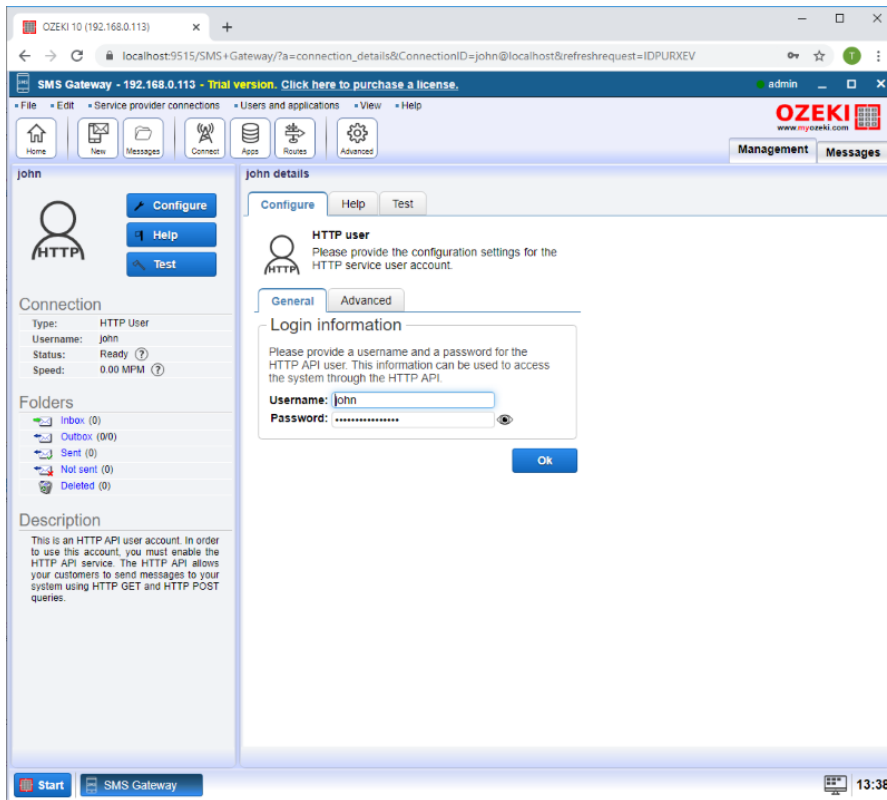 OZEKI 10 (192.168.0.113)
localhost:9515/SMS+Gateway/?a=connection_details&ConnectionID=john@localhost&refreshrequest=IDPURXEV
T
SMS Gateway - 192.168.0.113 - Trial version. Click here to purchase a license.
admin
File Edit Service provider connections Users and applications View Help
OZEKI
www.myozeki.com
Home New Messages Connect Apps Routes Advanced
Management Messages
john
HTTP
Configure
Help
Test
Connection
Type: HTTP User
Username: john
Status: Ready ?
Speed: 0.00 MPM ?
Folders
Inbox (0)
Outbox (0/0)
Sent (0)
Not sent (0)
Deleted (0)
Description
This is an HTTP API user account. In order
to use this account, you must enable the
HTTP API service. The HTTP API allows
your customers to send messages to your
system using HTTP GET and HTTP POST
queries.
john details
Configure Help Test
HTTP
HTTP user
Please provide the configuration settings for the
HTTP service user account.
General Advanced
Login information
Please provide a username and a password for the
HTTP API user. This information can be used to access
the system through the HTTP API.
Username: john
Password: ••••••••••••••••
Ok
Start SMS Gateway 13:38